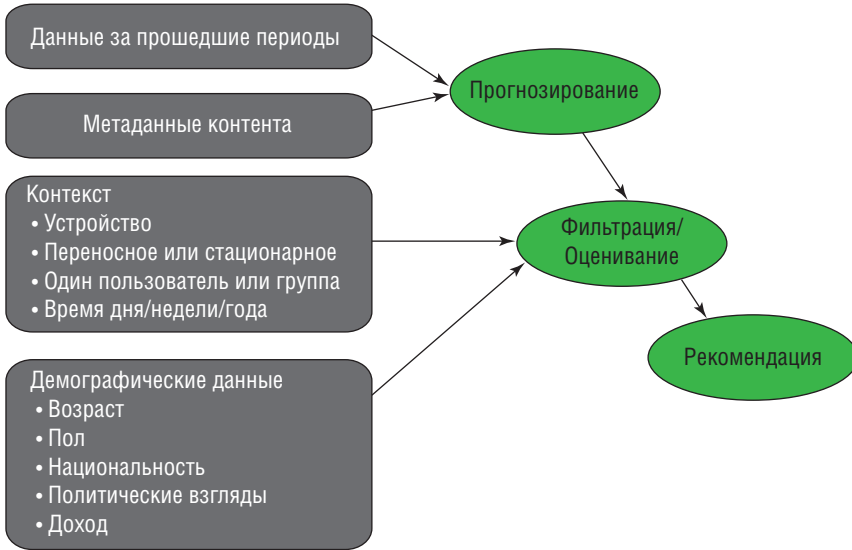 Данные за прошедшие периоды
Метаданные контента
Контекст
• Устройство
• Переносное или стационарное
• Один пользователь или группа
• Время дня/недели/года
Демографические данные
• Возраст
• Пол
• Национальность
• Политические взгляды
• Доход
Прогнозирование
Фильтрация/
Оценивание
Рекомендация